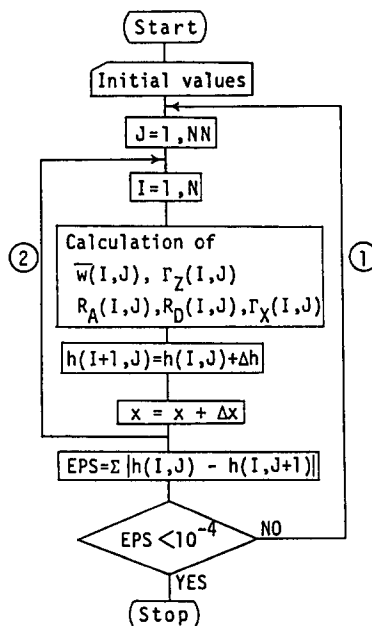 Start
Initial values
J=1,NN
I=1,N
② ①
Calculation of
w̅(I,J), Γ_Z(I,J)
R_A(I,J),R_D(I,J),Γ_X(I,J)
h(I+1,J)=h(I,J)+Δh
x = x + Δx
EPS=Σ|h(I,J) - h(I,J+1)|
EPS <10⁻⁴ NO
YES
Stop